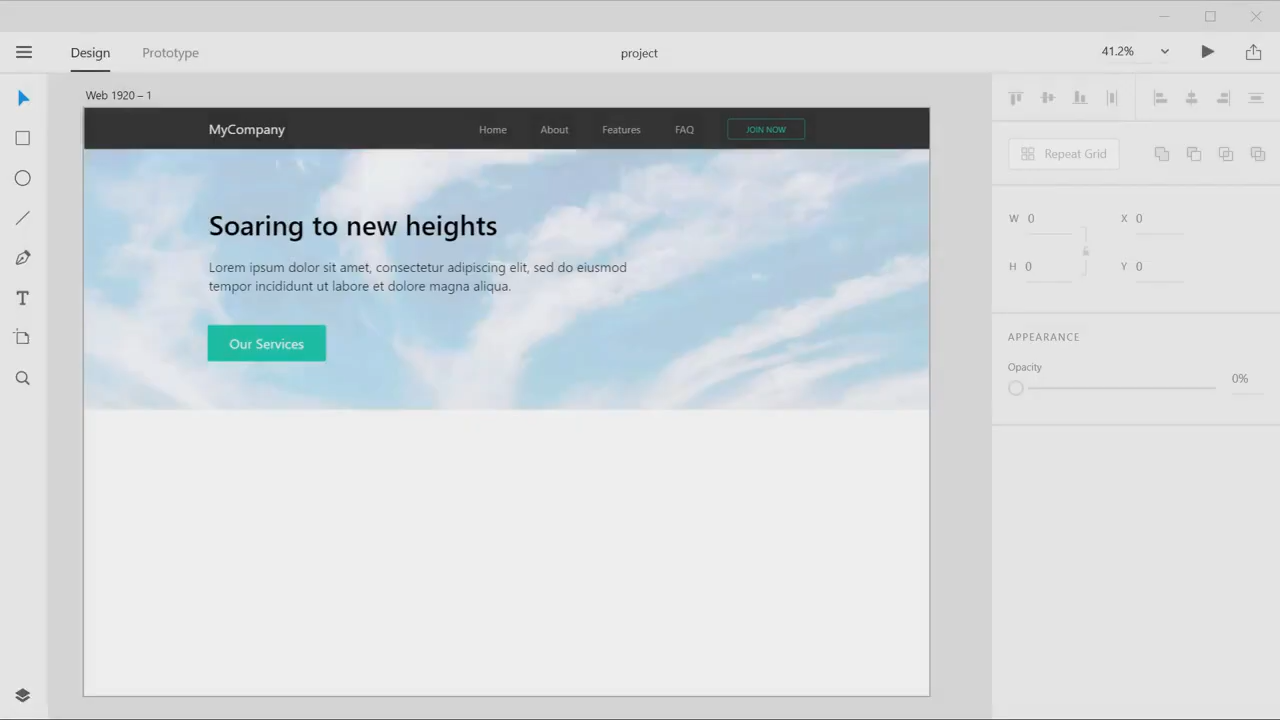 Design
Prototype
project
41.2%
Web 1920 – 1
MyCompany
Home
About
Features
FAQ
JOIN NOW
Soaring to new heights
Lorem ipsum dolor sit amet, consectetur adipiscing elit, sed do eiusmod
tempor incididunt ut labore et dolore magna aliqua.
Our Services
Repeat Grid
W 0
X 0
H 0
Y 0
APPEARANCE
Opacity
0%